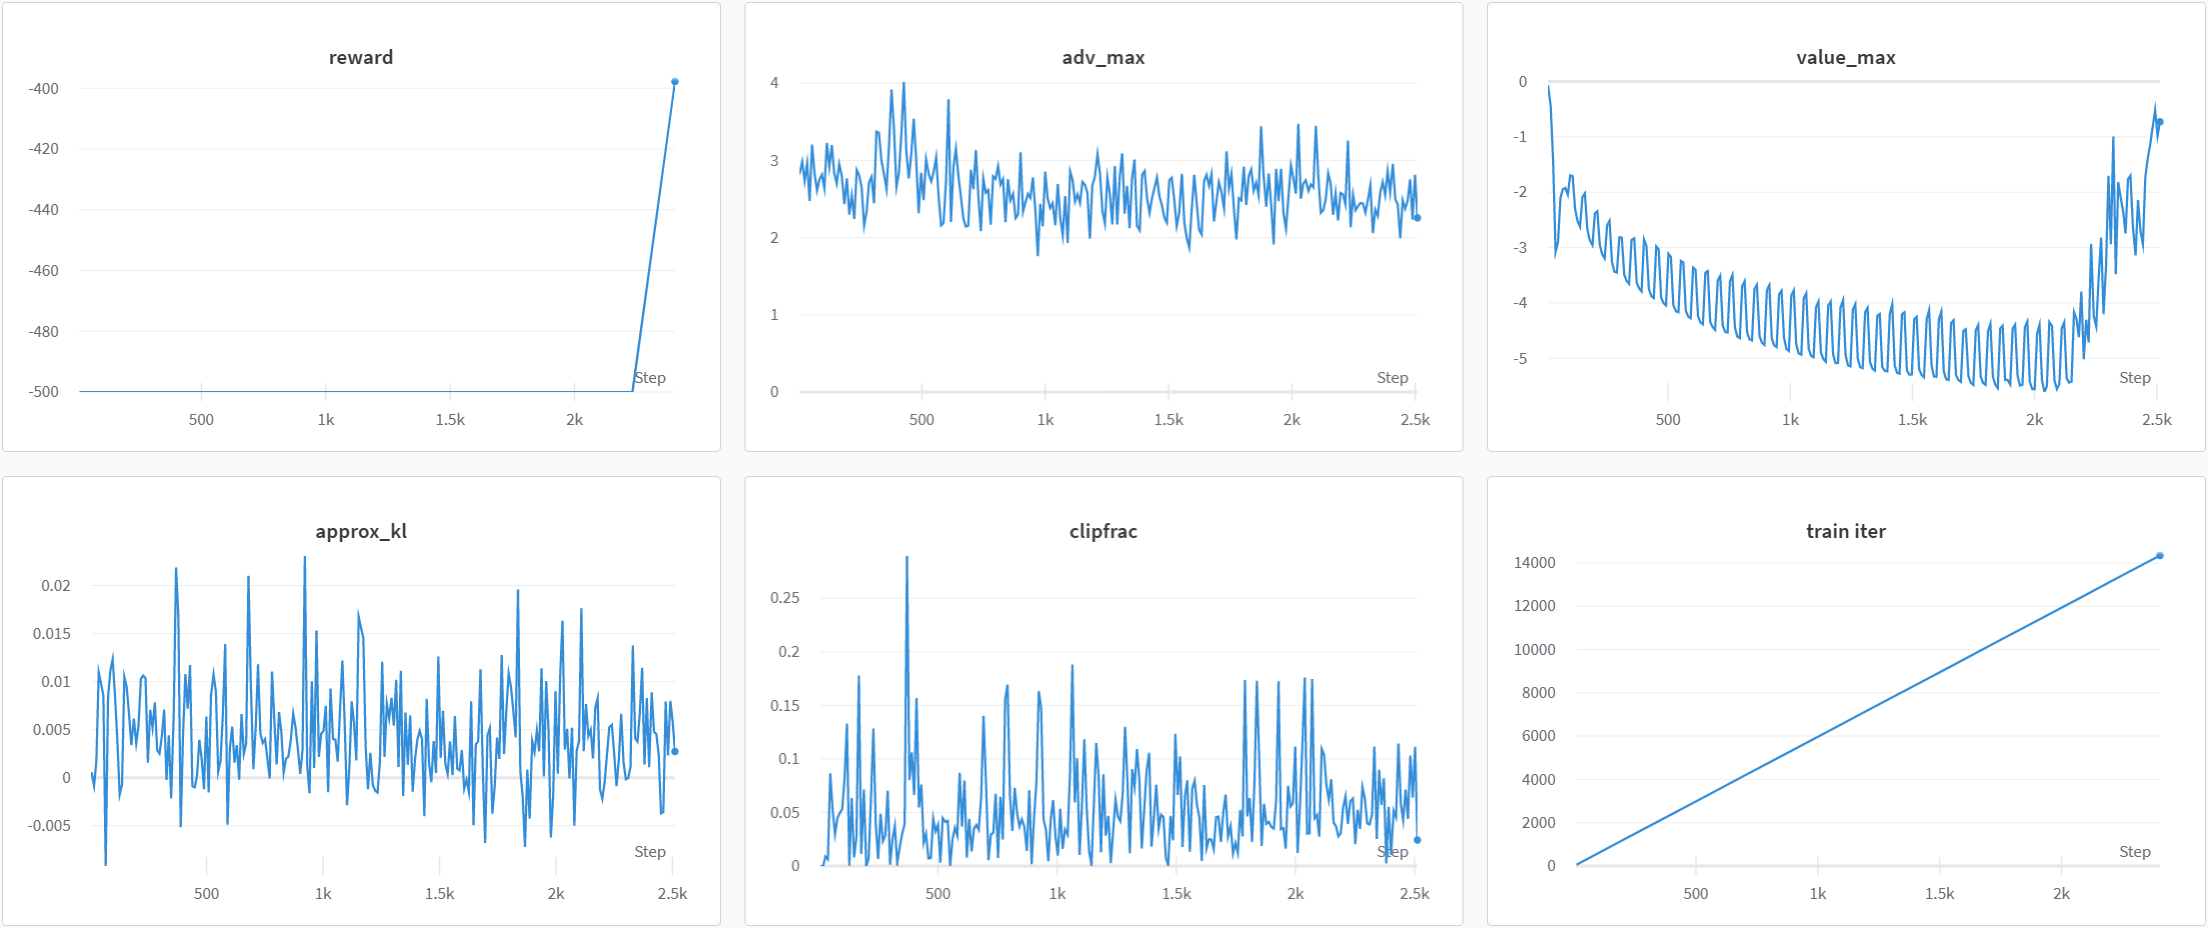 reward
-400
-420
-440
-460
-480
-500
Step
500
1k
1.5k
2k
adv_max
4
3
2
1
0
Step
500
1k
1.5k
2k
2.5k
value_max
0
-1
-2
-3
-4
-5
Step
500
1k
1.5k
2k
2.5k
approx_kl
0.02
0.015
0.01
0.005
0
-0.005
Step
500
1k
1.5k
2k
2.5k
clipfrac
0.25
0.2
0.15
0.1
0.05
0
Step
500
1k
1.5k
2k
2.5k
train iter
14000
12000
10000
8000
6000
4000
2000
0
Step
500
1k
1.5k
2k